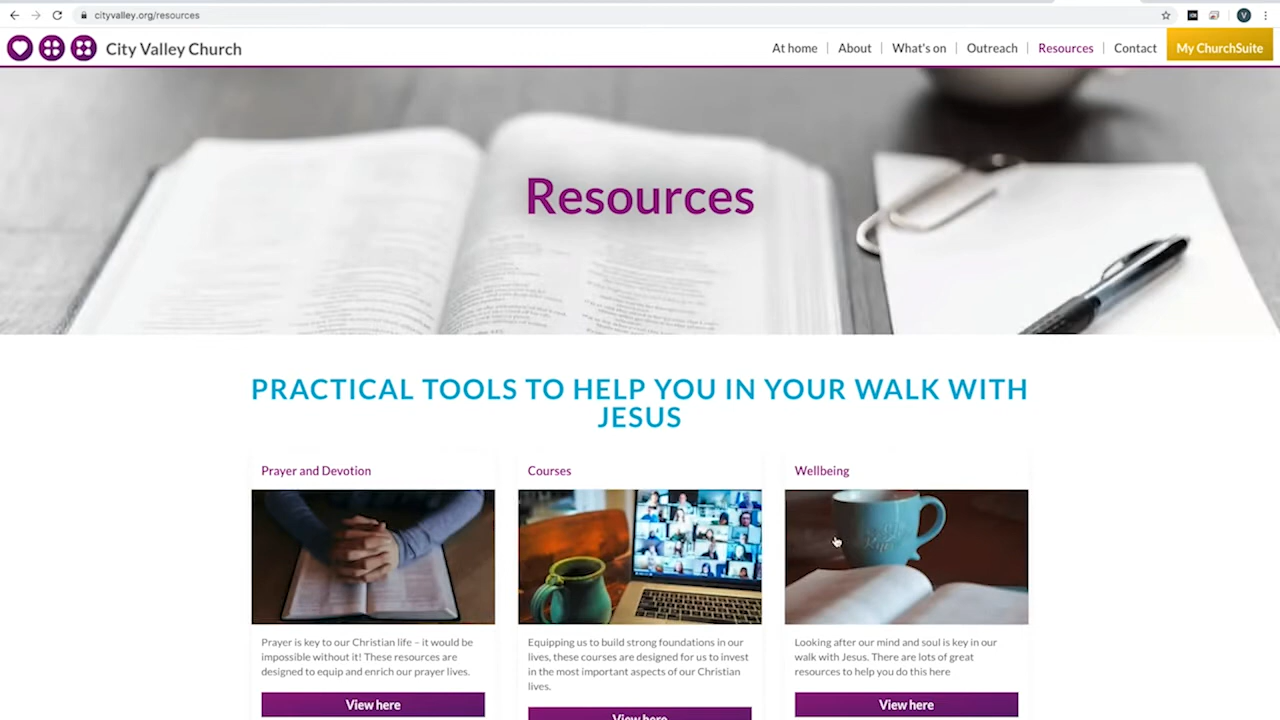 cityvalley.org/resources
V
City Valley Church
At home | About | What's on | Outreach | Resources | Contact
My ChurchSuite
Resources
PRACTICAL TOOLS TO HELP YOU IN YOUR WALK WITH
JESUS
Prayer and Devotion
Prayer is key to our Christian life – it would be
impossible without it! These resources are
designed to equip and enrich our prayer lives.
View here
Courses
Equipping us to build strong foundations in our
lives, these courses are designed for us to invest
in the most important aspects of our Christian
lives.
View here
Wellbeing
Looking after our mind and soul is key in our
walk with Jesus. There are lots of great
resources to help you do this here
View here